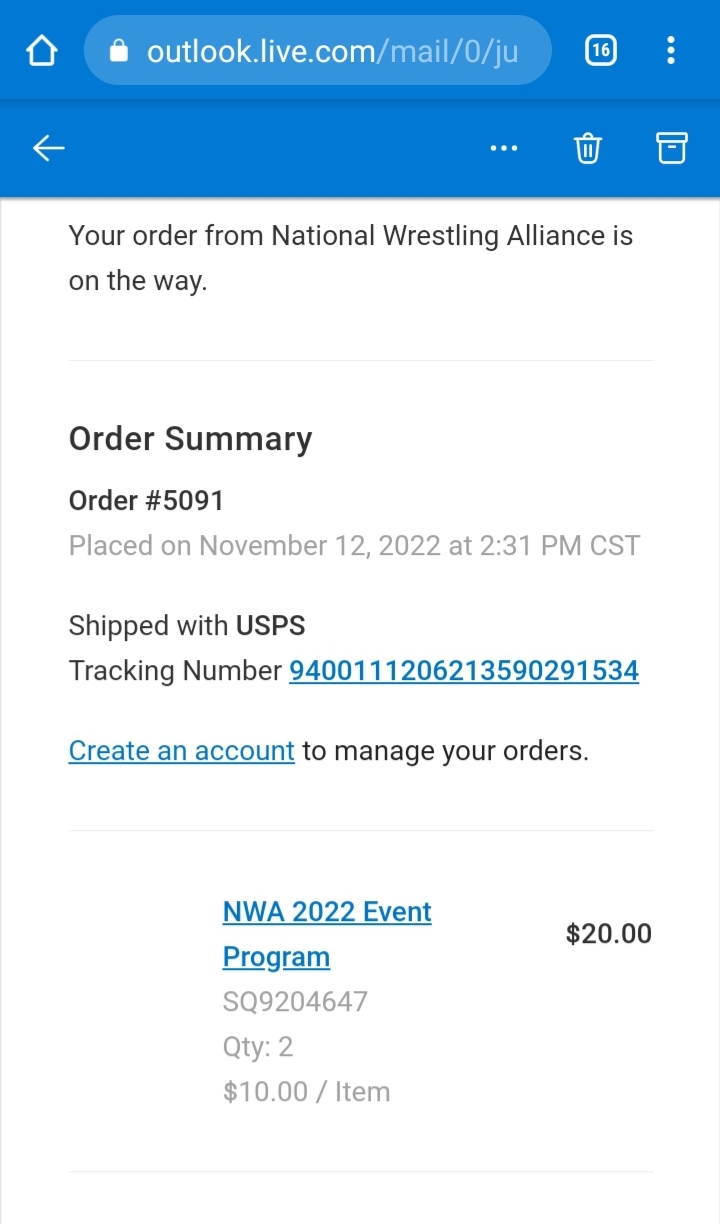 outlook.live.com/mail/0/ju
16
Your order from National Wrestling Alliance is
on the way.
Order Summary
Order #5091
Placed on November 12, 2022 at 2:31 PM CST
Shipped with USPS
Tracking Number 9400111206213590291534
Create an account to manage your orders.
NWA 2022 Event
Program
$20.00
SQ9204647
Qty: 2
$10.00 / Item